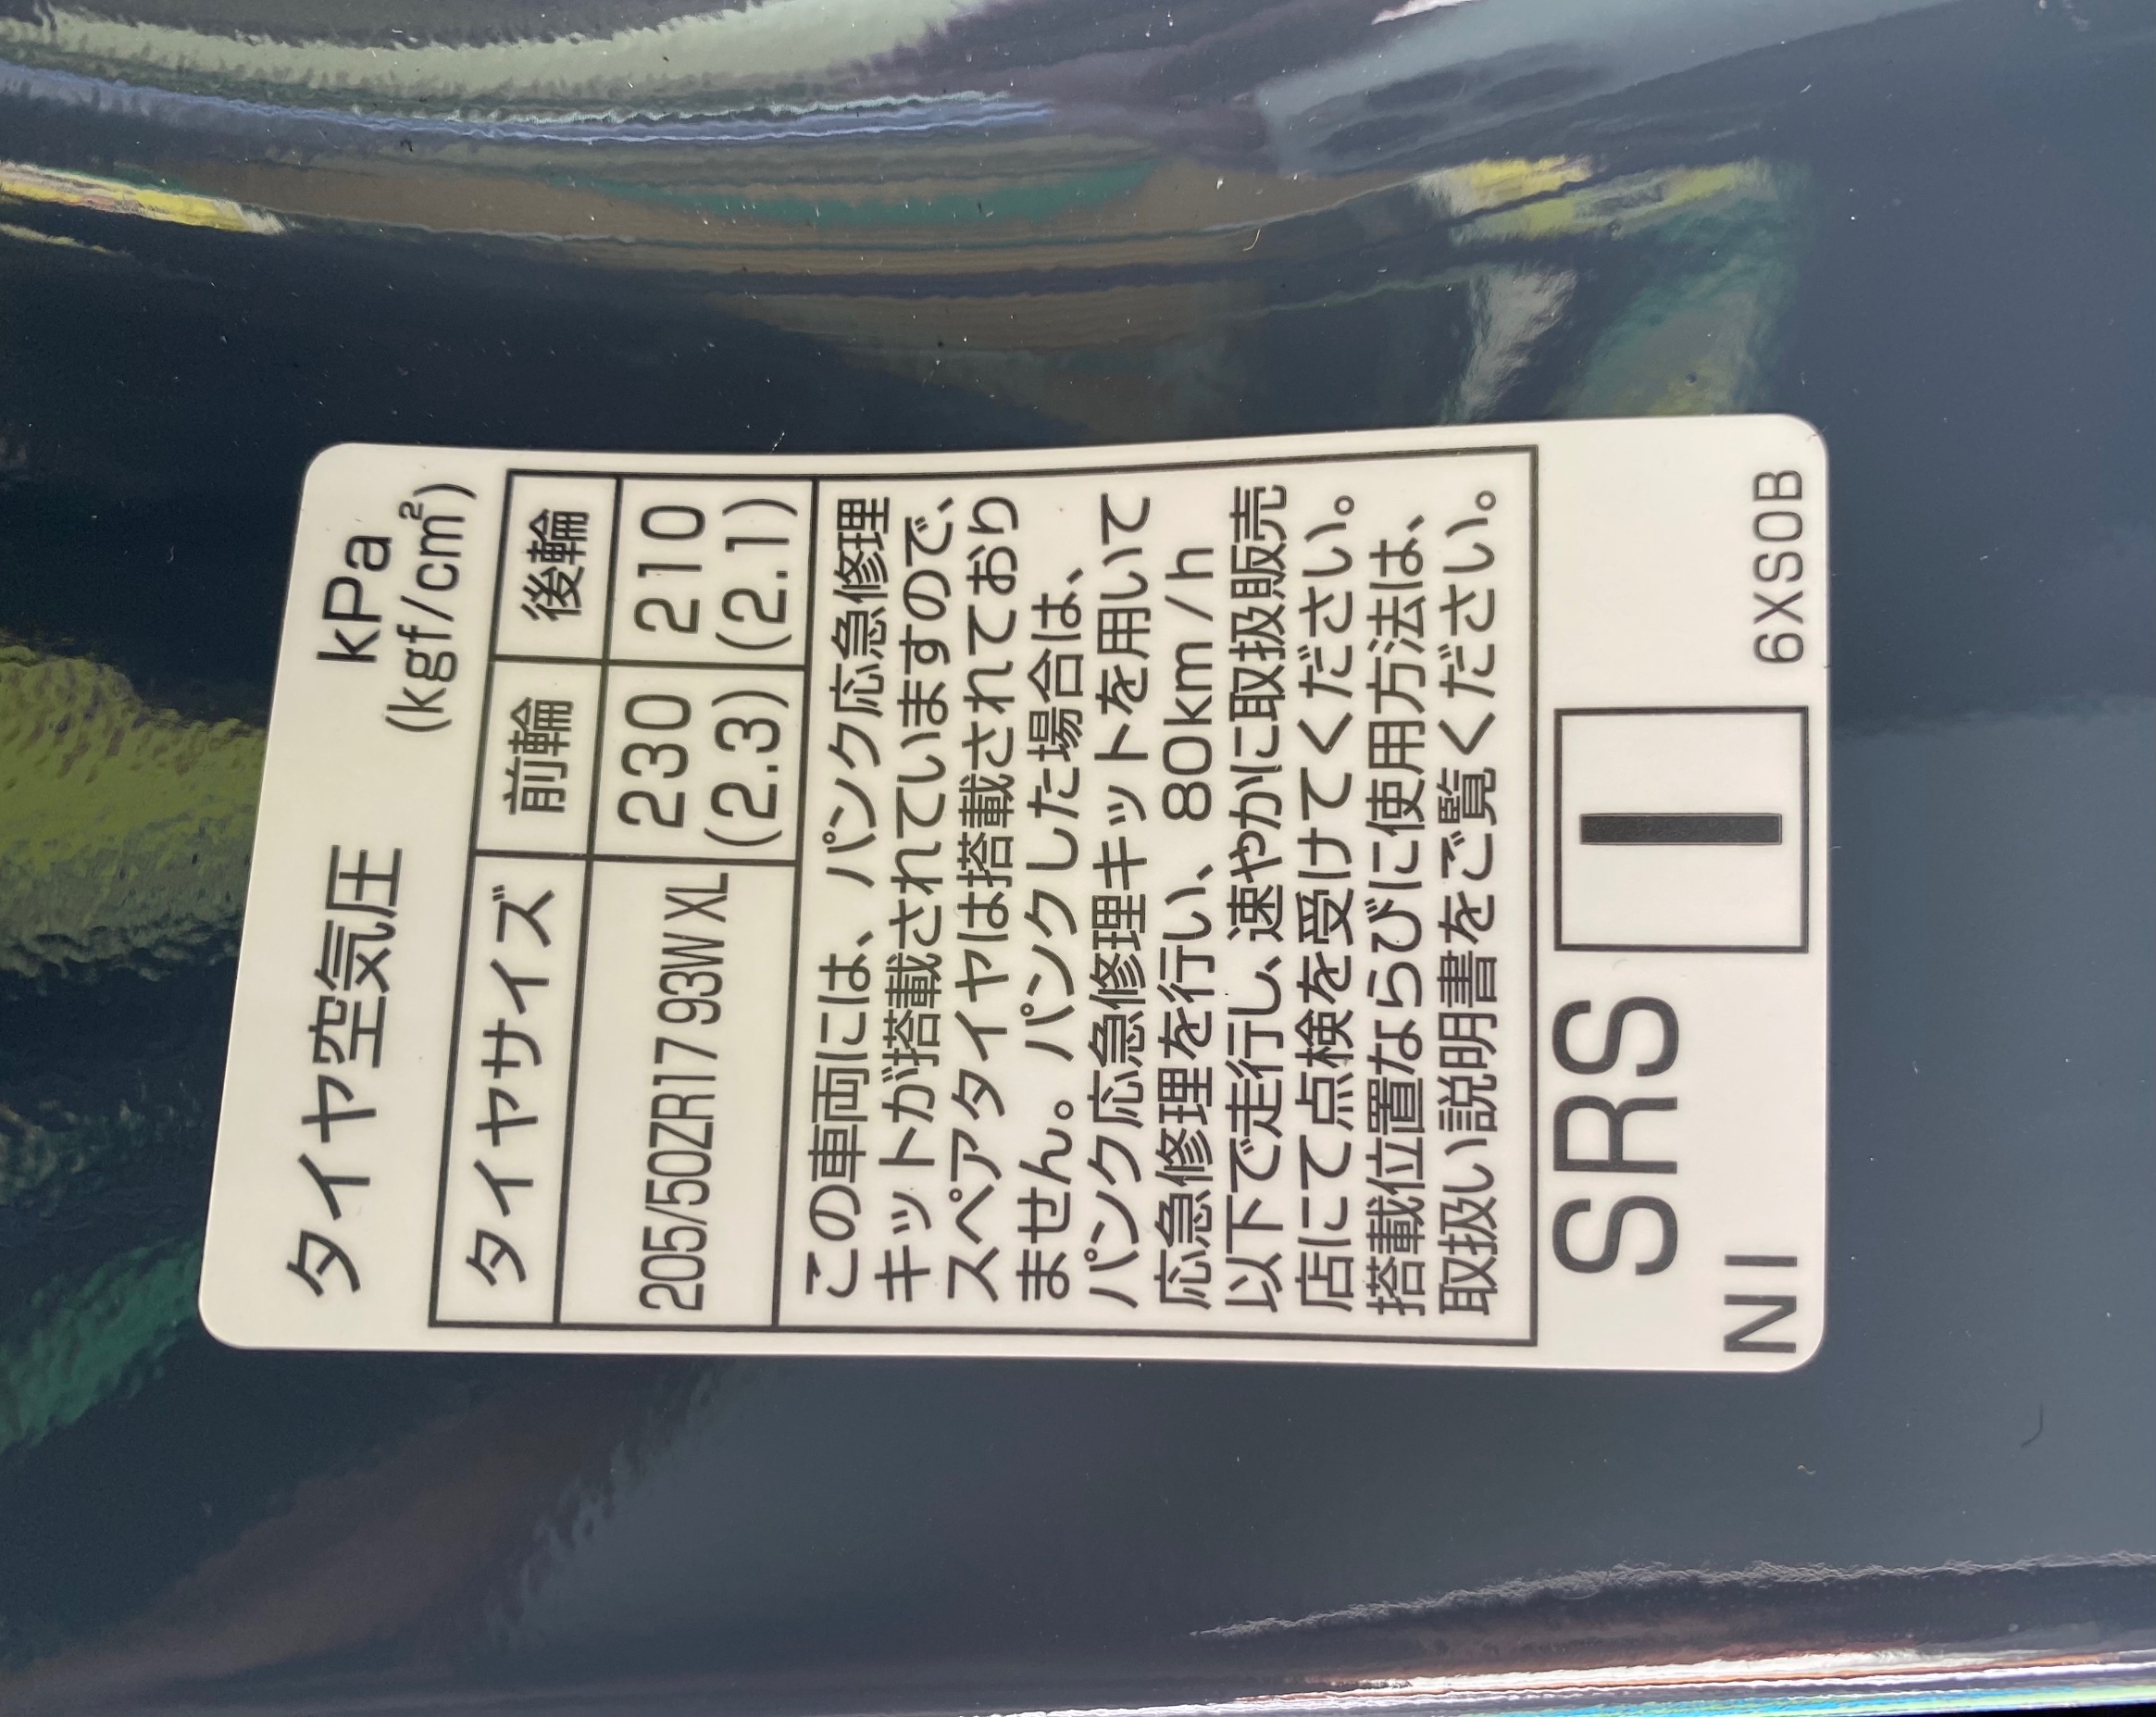 タイヤ空気圧 kPa
(kgf/cm²)
タイヤサイズ 前輪 後輪
205/50ZR17 93W XL 230 210
(2.3) (2.1)
この車両には、パンク応急修理
キットが搭載されていますので、
スペアタイヤは搭載されており
ません。パンクした場合は、
パンク応急修理キットを用いて
応急修理を行い、80km/h
以下で走行し、速やかに取扱販売
店にて点検を受けてください。
搭載位置ならびに使用方法は、
取扱い説明書をご覧ください。
SRS I
NI 6XS0B